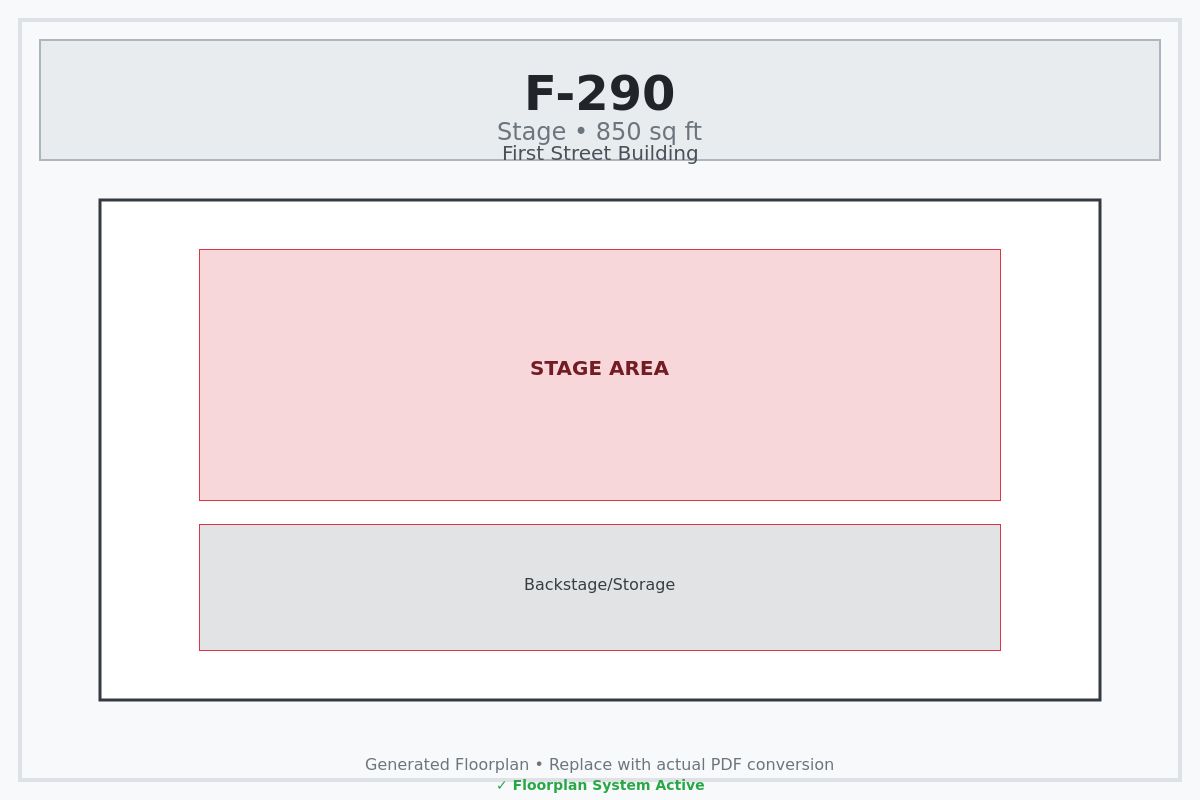 F-290
Stage • 850 sq ft
First Street Building
STAGE AREA
Backstage/Storage
Generated Floorplan • Replace with actual PDF conversion
✓ Floorplan System Active